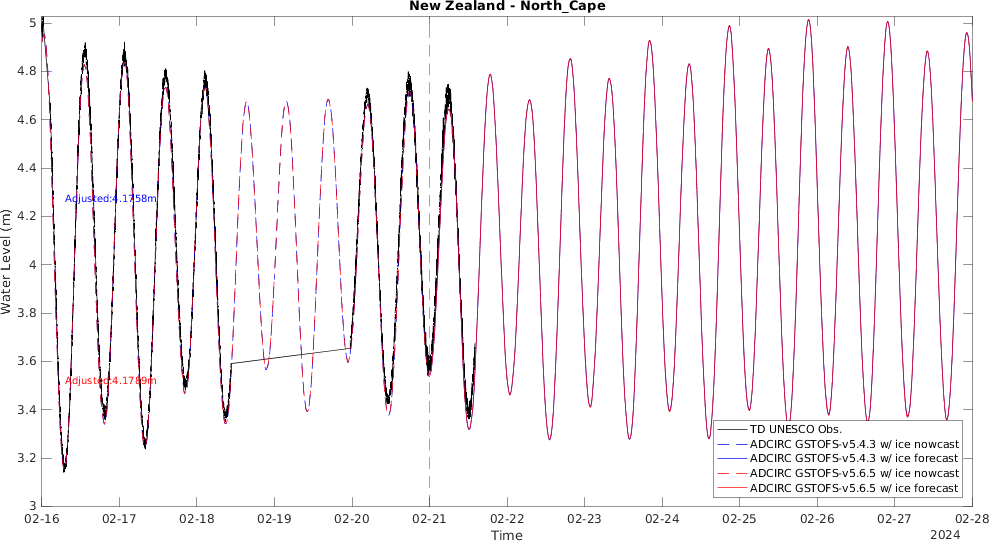 New Zealand - North_Cape
Water Level (m)
5
4.8
4.6
4.4
4.2
4
3.8
3.6
3.4
3.2
3
Adjusted:4.1758m
Adjusted:4.1789m
TD UNESCO Obs.
ADCIRC GSTOFS-v5.4.3 w/ ice nowcast
ADCIRC GSTOFS-v5.4.3 w/ ice forecast
ADCIRC GSTOFS-v5.6.5 w/ ice nowcast
ADCIRC GSTOFS-v5.6.5 w/ ice forecast
02-16 02-17 02-18 02-19 02-20 02-21 02-22 02-23 02-24 02-25 02-26 02-27 02-28
Time
2024